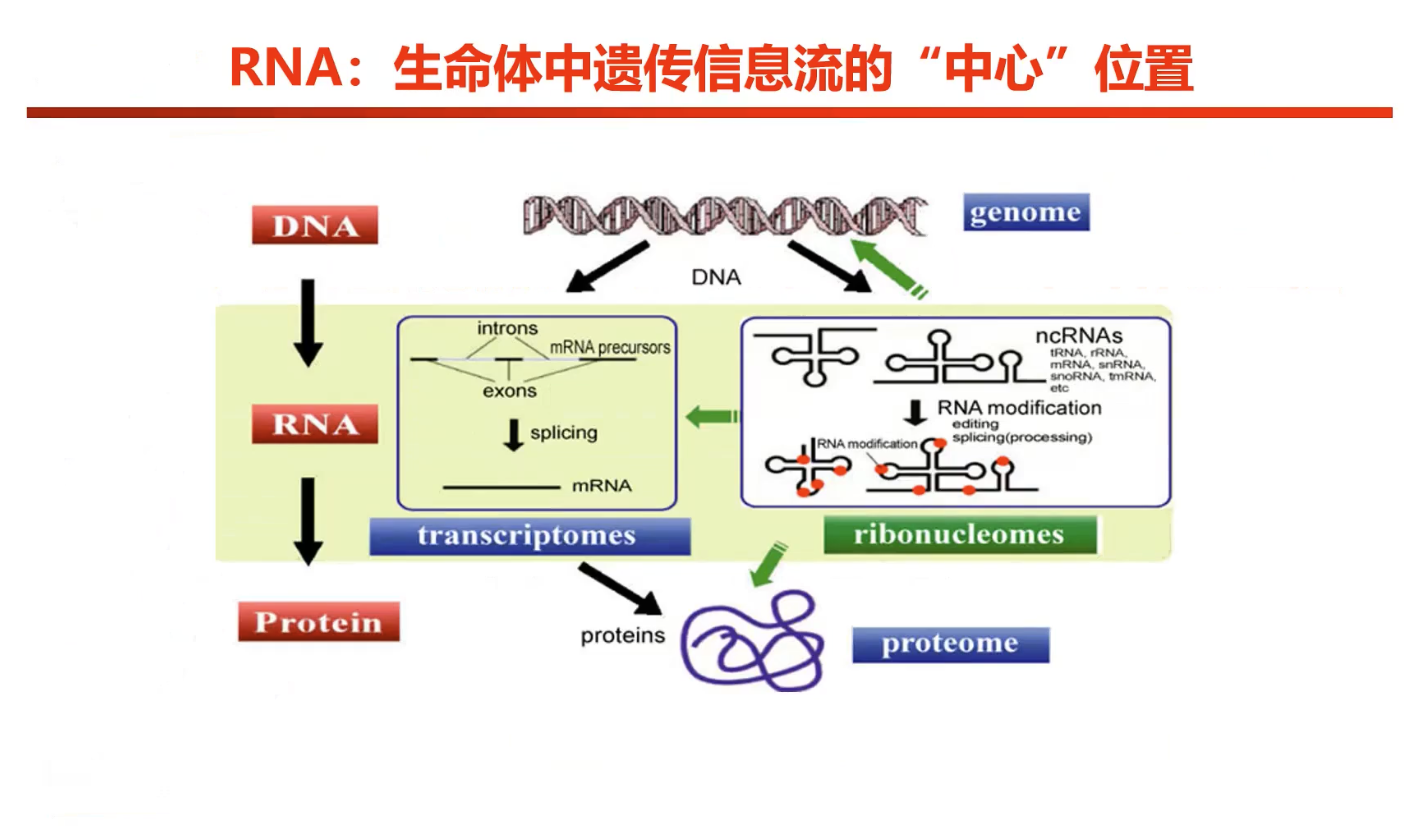 RNA：生命体中遗传信息流的“中心”位置
DNA
genome
DNA
introns
mRNA precursors
exons
splicing
mRNA
ncRNAs
tRNA, rRNA,
mRNA, snRNA,
snoRNA, tmRNA,
etc
RNA modification
editing
splicing(processing)
RNA modification
RNA
transcriptomes
ribonucleomes
Protein
proteins
proteome